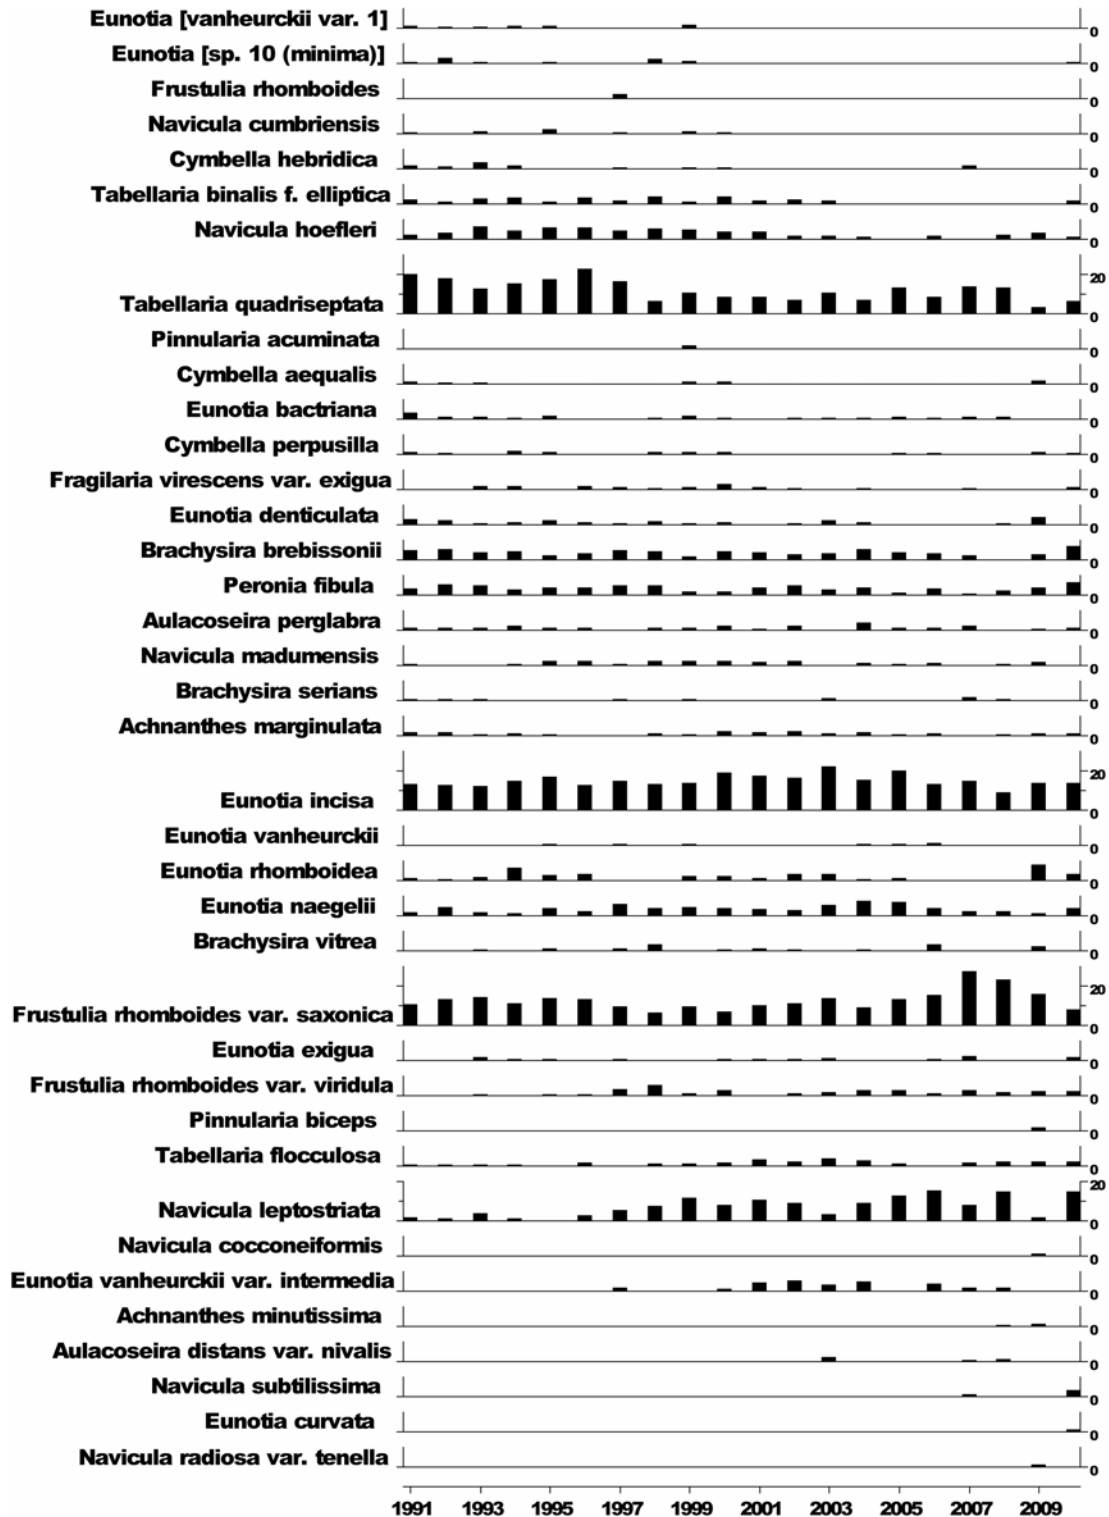 Eunotia [vanheurckii var. 1] 0
Eunotia [sp. 10 (minima)] 0
Frustulia rhomboides 0
Navicula cumbriensis 0
Cymbella hebridica 0
Tabellaria binalis f. elliptica 0
Navicula hoefleri 0
20
Tabellaria quadriseptata 0
Pinnularia acuminata 0
Cymbella aequalis 0
Eunotia bactriana 0
Cymbella perpusilla 0
Fragilaria virescens var. exigua 0
Eunotia denticulata 0
Brachysira brebissonii 0
Peronia fibula 0
Aulacoseira perglabra 0
Navicula madumensis 0
Brachysira serians 0
Achnanthes marginulata 0
20
Eunotia incisa 0
Eunotia vanheurckii 0
Eunotia rhomboidea 0
Eunotia naegelii 0
Brachysira vitrea 0
20
Frustulia rhomboides var. saxonica 0
Eunotia exigua 0
Frustulia rhomboides var. viridula 0
Pinnularia biceps 0
Tabellaria flocculosa 0
20
Navicula leptostriata 0
Navicula cocconeiformis 0
Eunotia vanheurckii var. intermedia 0
Achnanthes minutissima 0
Aulacoseira distans var. nivalis 0
Navicula subtilissima 0
Eunotia curvata 0
Navicula radiosa var. tenella 0
1991 1993 1995 1997 1999 2001 2003 2005 2007 2009